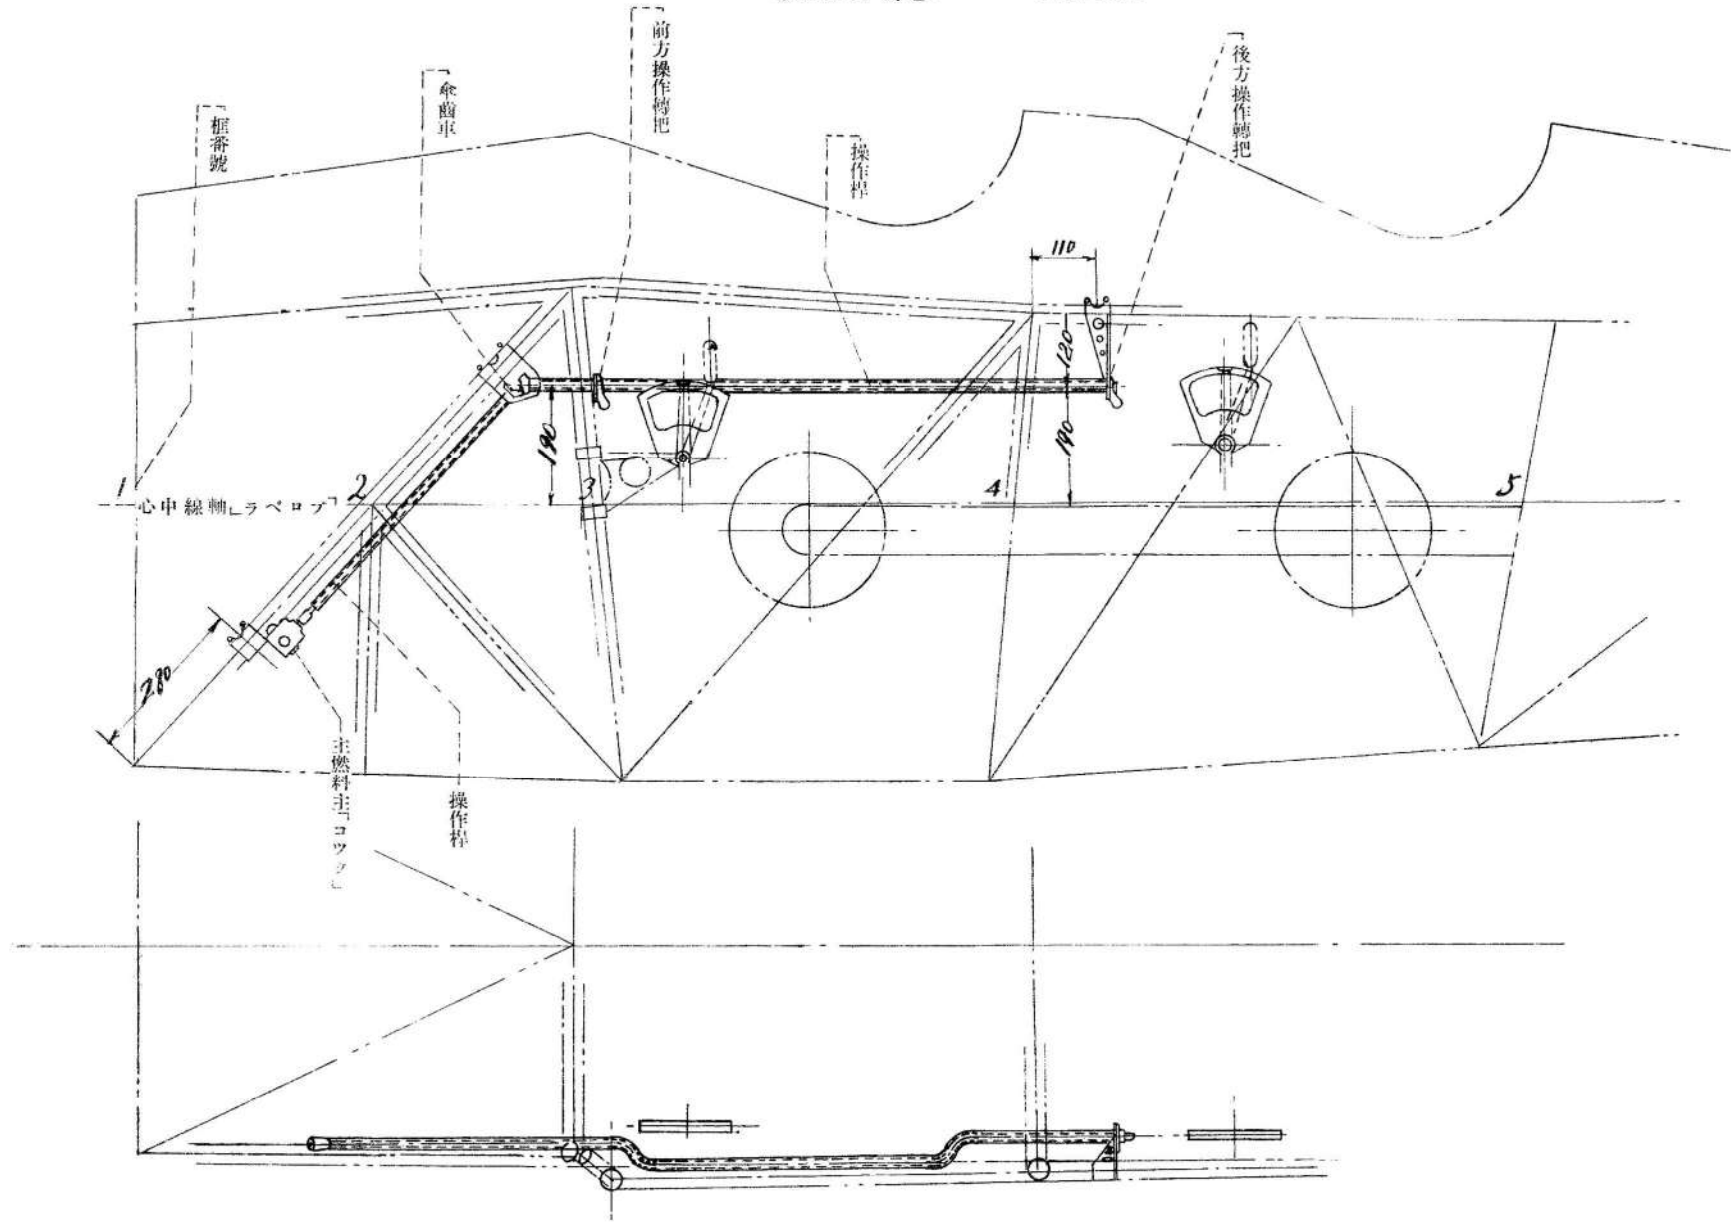 「前方操作轉把
「後方操作轉把
「傘齒車
「框番號
「操作桿
110
120
190
190
1
2
3
4
5
心中線軸」ラペロプ「
280
主燃料主「コツク」
操作桿